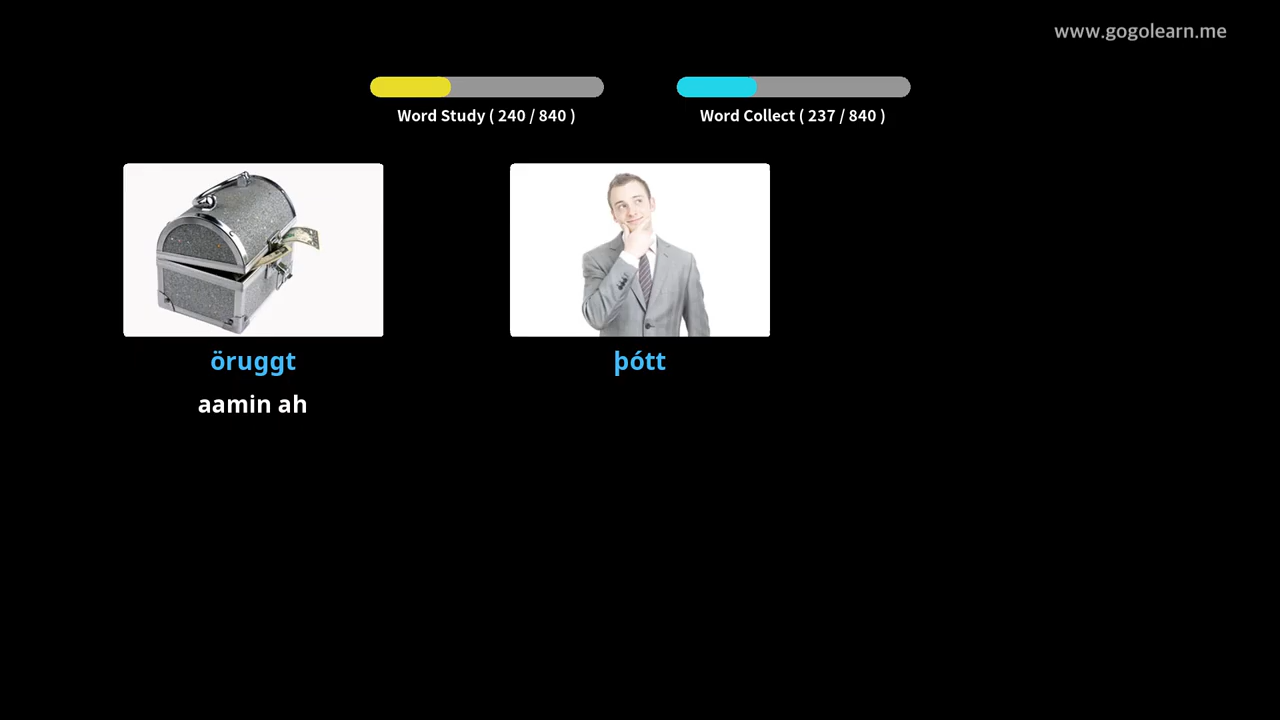 www.gogolearn.me
Word Study ( 240 / 840 )
Word Collect ( 237 / 840 )
öruggt
þótt
aamin ah